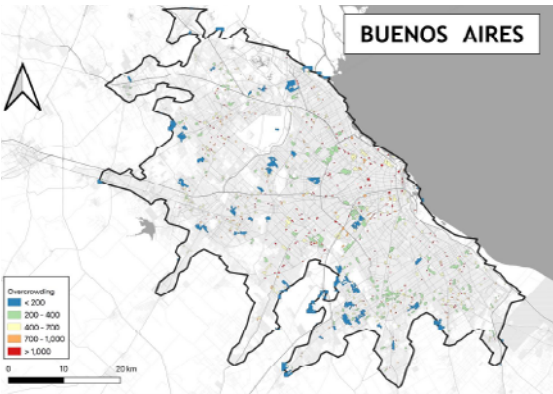 BUENOS AIRES
Overcrowding
< 200
200 - 400
400 - 700
700 - 1,000
> 1,000
0 10 20 km